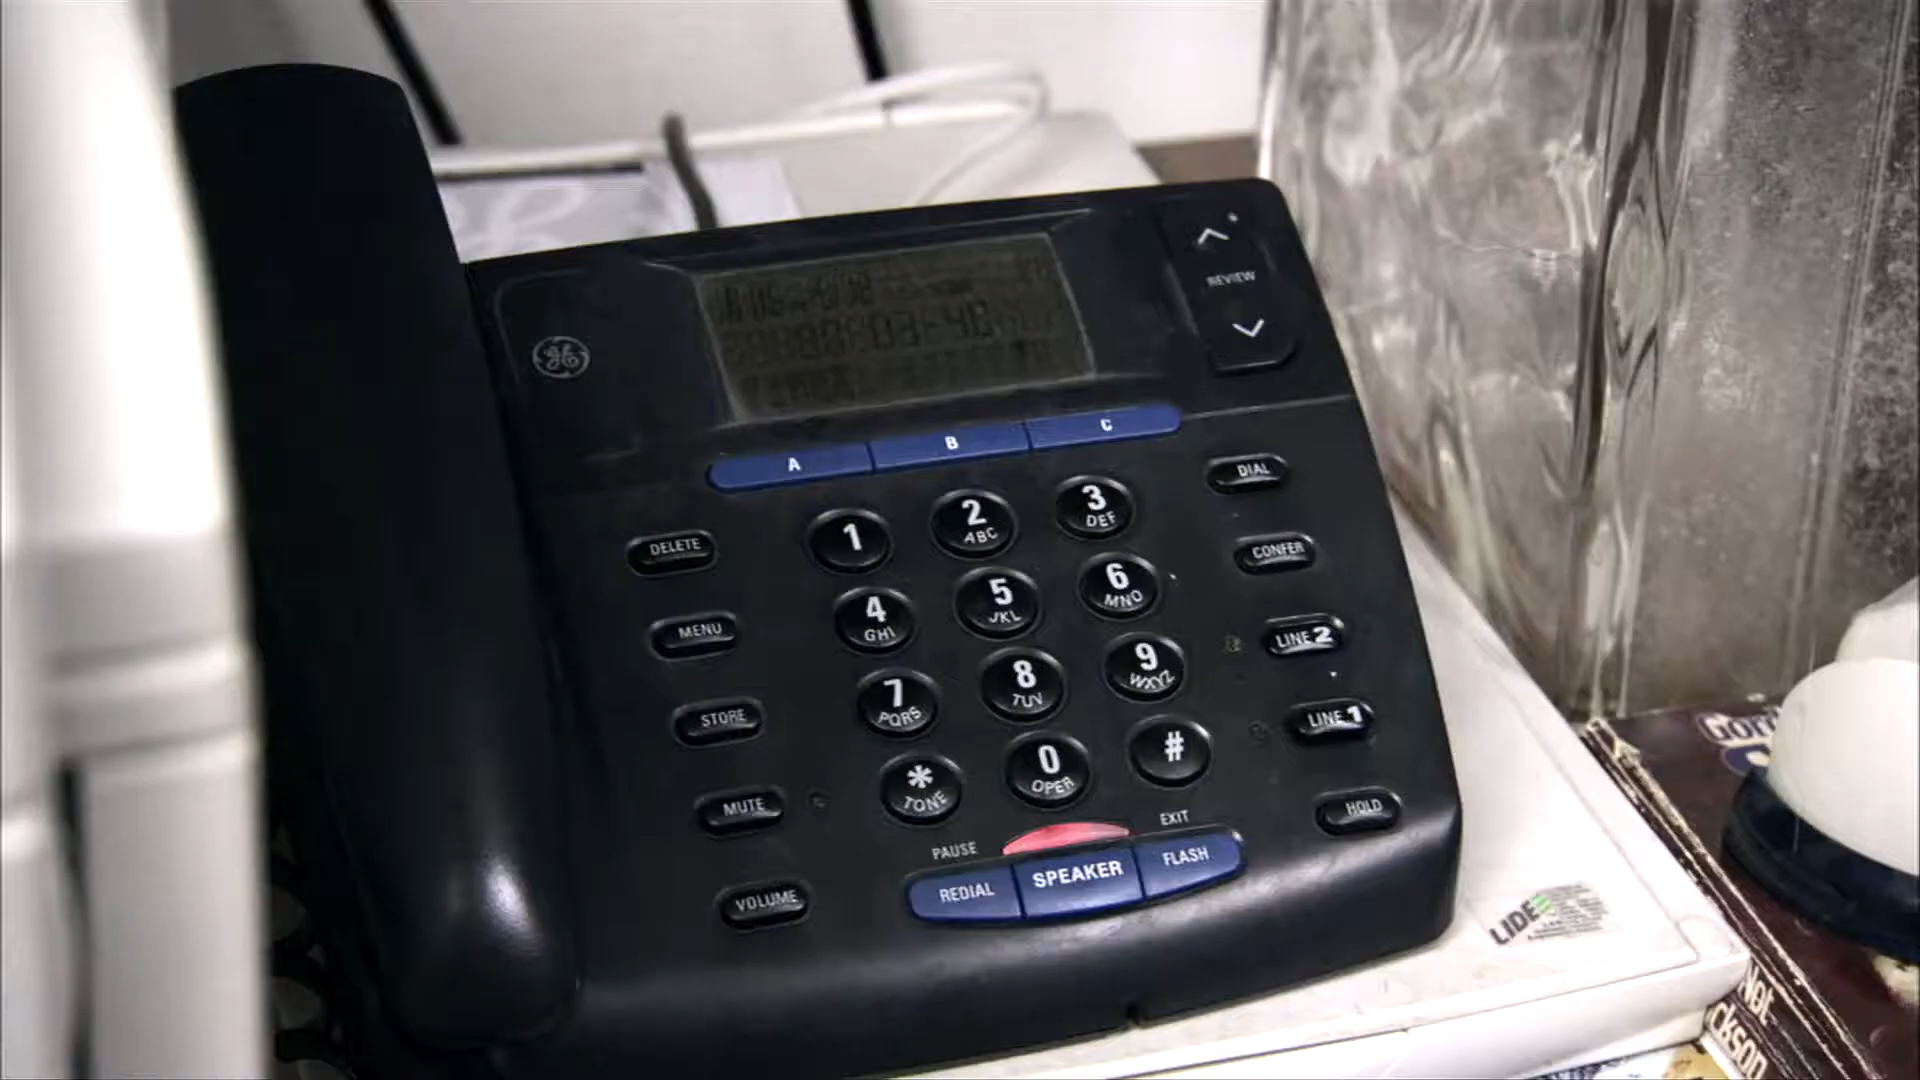 REVIEW
A B C
DIAL
1 2 ABC 3 DEF
DELETE
CONFER
4 GHI 5 JKL 6 MNO
MENU
LINE 2
7 PQRS 8 TUV 9 WXYZ
STORE
LINE 1
* TONE 0 OPER #
MUTE
HOLD
PAUSE EXIT
REDIAL SPEAKER FLASH
VOLUME
LIDE
Not